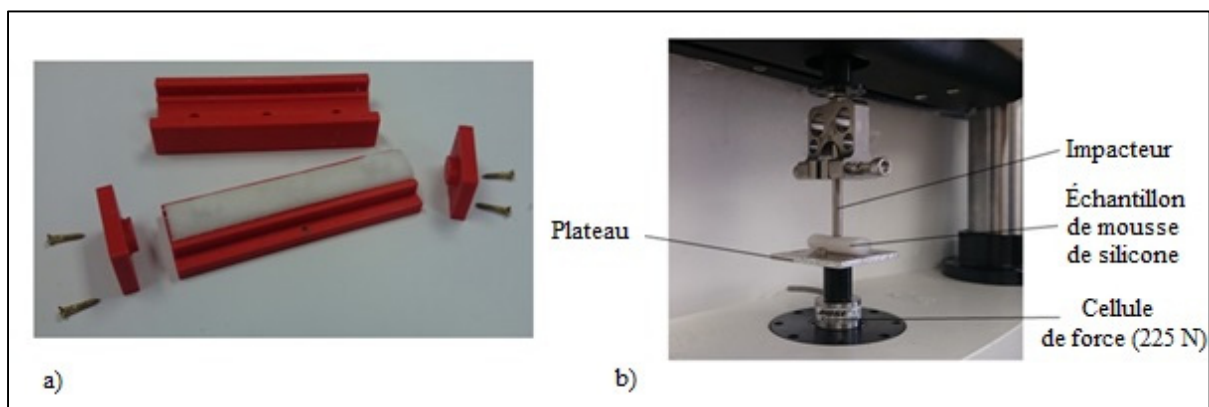 Impacteur
Échantillon
de mousse
de silicone
Plateau
Cellule
de force (225 N)
a)
b)